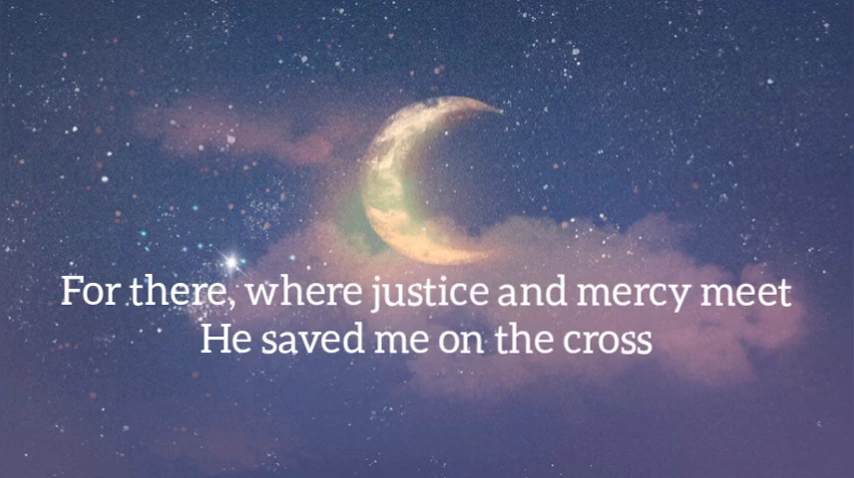 For there, where justice and mercy meet
He saved me on the cross